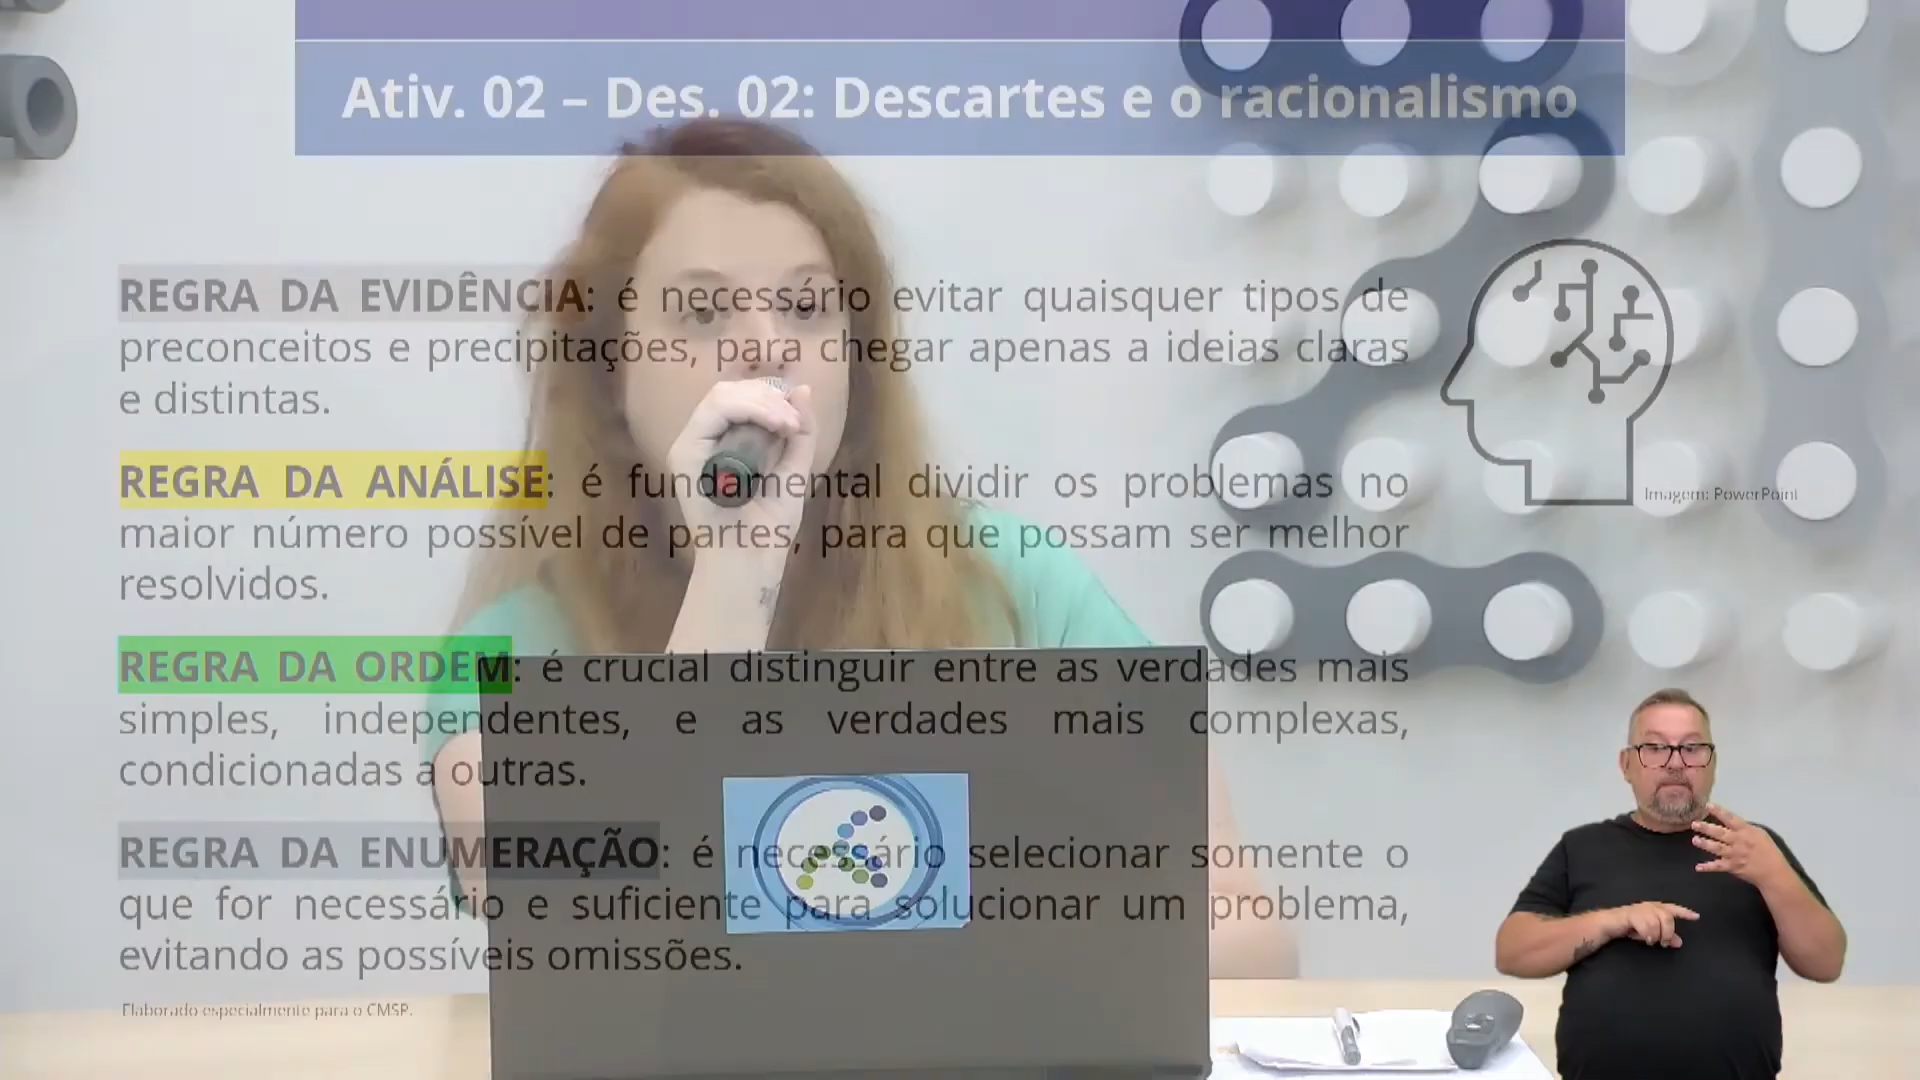 Ativ. 02 – Des. 02: Descartes e o racionalismo
REGRA DA EVIDÊNCIA: é necessário evitar quaisquer tipos de
preconceitos e precipitações, para chegar apenas a ideias claras
e distintas.
Imagem: PowerPoint
REGRA DA ANÁLISE: é fundamental dividir os problemas no
maior número possível de partes, para que possam ser melhor
resolvidos.
REGRA DA ORDEM: é crucial distinguir entre as verdades mais
simples, independentes, e as verdades mais complexas,
condicionadas a outras.
REGRA DA ENUMERAÇÃO: é necessário selecionar somente o
que for necessário e suficiente para solucionar um problema,
evitando as possíveis omissões.
Elaborado especialmente para o CMSP.